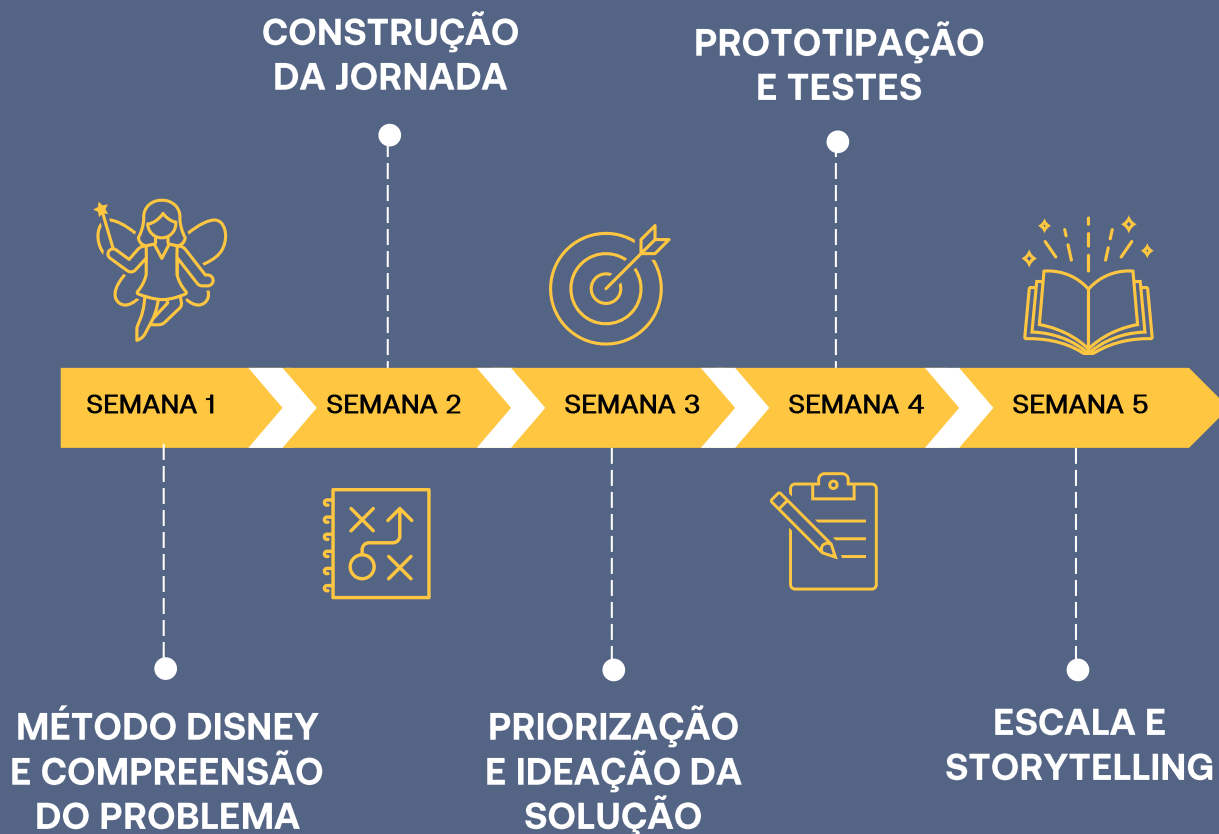 CONSTRUÇÃO
DA JORNADA
PROTOTIPAÇÃO
E TESTES
SEMANA 1
SEMANA 2
SEMANA 3
SEMANA 4
SEMANA 5
MÉTODO DISNEY
E COMPREENSÃO
DO PROBLEMA
PRIORIZAÇÃO
E IDEAÇÃO DA
SOLUÇÃO
ESCALA E
STORYTELLING